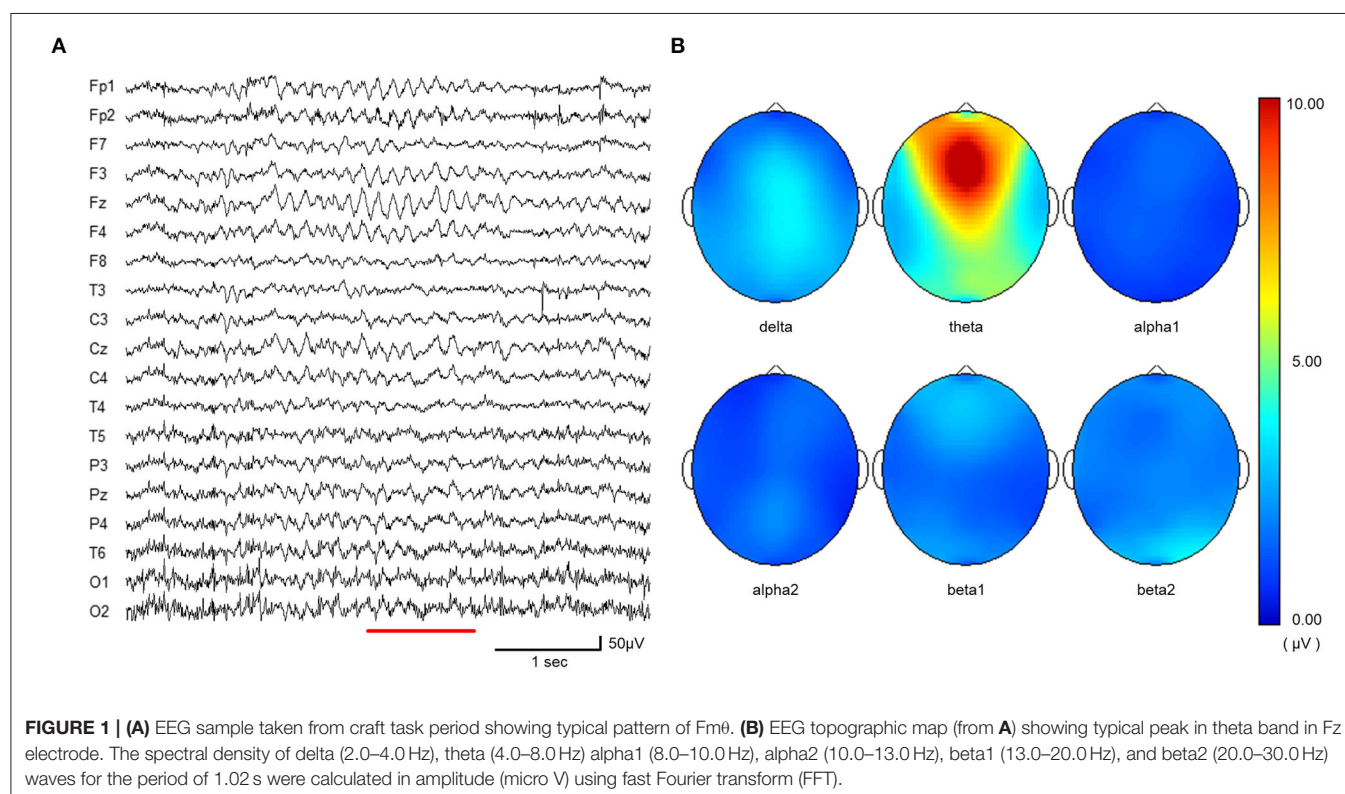 A
B
Fp1
Fp2
F7
F3
Fz
F4
F8
T3
C3
Cz
C4
T4
T5
P3
Pz
P4
T6
O1
O2
50µV
1 sec
delta
theta
alpha1
alpha2
beta1
beta2
10.00
5.00
0.00
( µV )
FIGURE 1 | (A) EEG sample taken from craft task period showing typical pattern of Fmθ. (B) EEG topographic map (from A) showing typical peak in theta band in Fz
electrode. The spectral density of delta (2.0–4.0 Hz), theta (4.0–8.0 Hz) alpha1 (8.0–10.0 Hz), alpha2 (10.0–13.0 Hz), beta1 (13.0–20.0 Hz), and beta2 (20.0–30.0 Hz)
waves for the period of 1.02 s were calculated in amplitude (micro V) using fast Fourier transform (FFT).